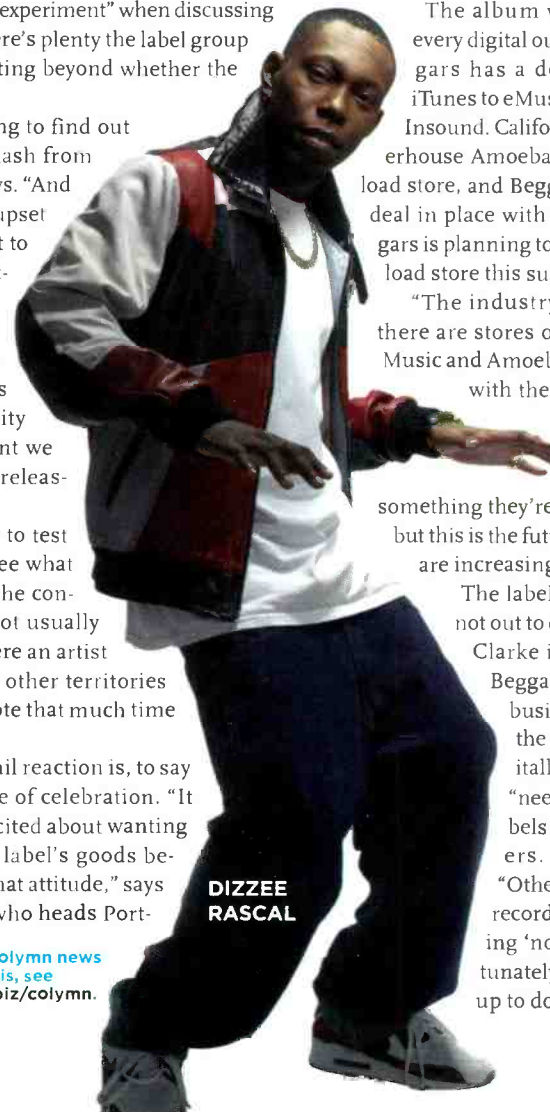 experiment” when discussing
re's plenty the label group
ting beyond whether the
ng to find out
ash from
ys. “And
upset
t to
t-
s
ity
nt we
releas-
to test
ee what
he con-
ot usually
ere an artist
other territories
ote that much time
ail reaction is, to say
e of celebration. “It
cited about wanting
label's goods be-
hat attitude,” says
who heads Port-
olymn news
is, see
biz/colymn.
DIZZEE
RASCAL
The album w
every digital ou
gars has a de
iTunes to eMus
Insound. Califo
erhouse Amoeba
load store, and Begg
deal in place with
gars is planning to
load store this su
“The industry
there are stores o
Music and Amoel
with the
something they're
but this is the fut
are increasing
The label
not out to
Clarke i
Begga
busi
the
itall
“nee
bels
ers.
“Othe
record
ing ‘no
tunately
up to do